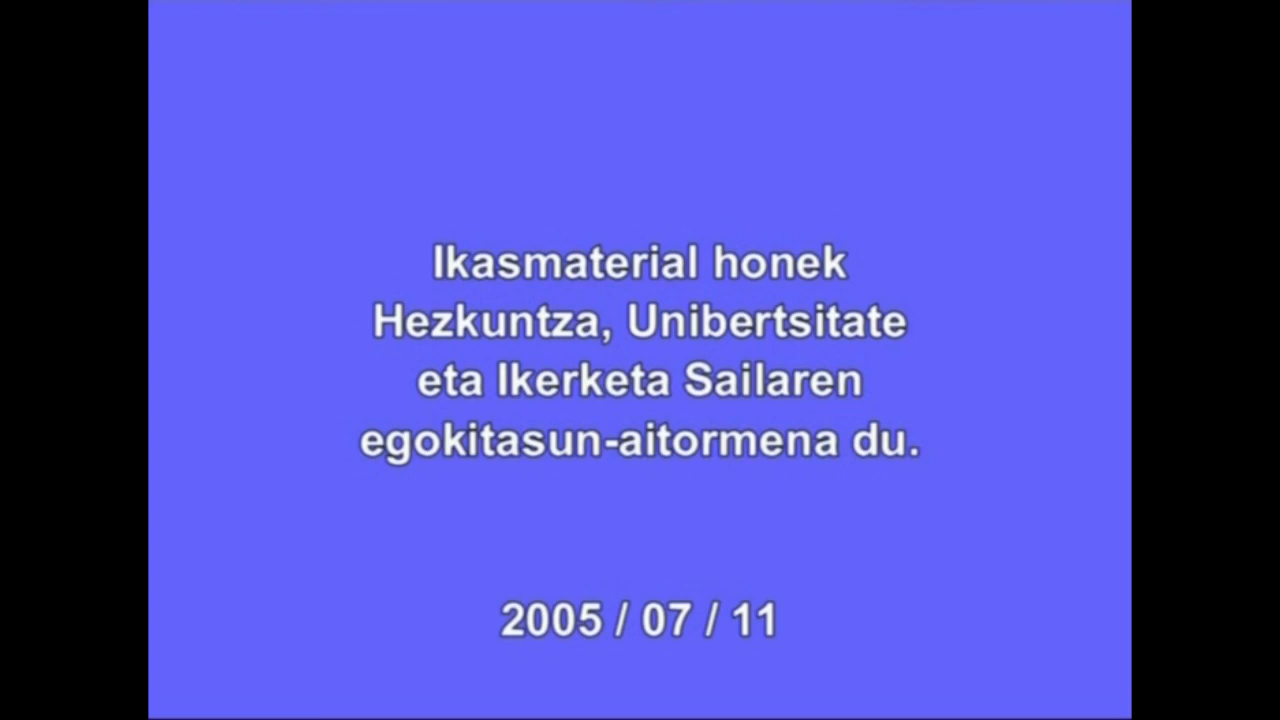 Ikasmaterial honek
Hezkuntza, Unibertsitate
eta Ikerketa Sailaren
egokitasun-aitormena du.
2005 / 07 / 11